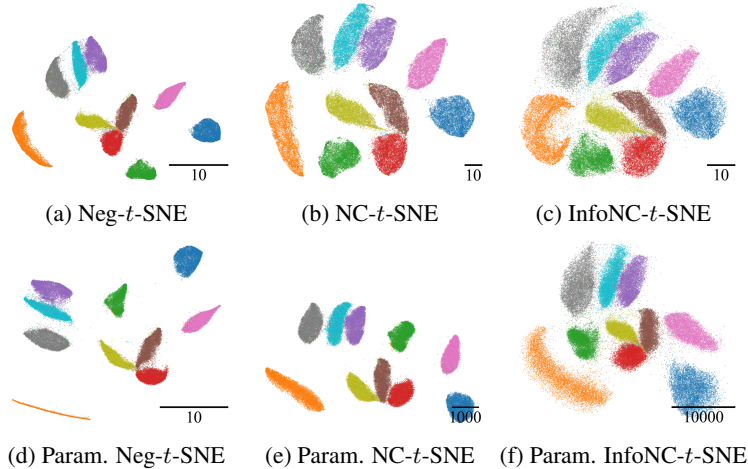 10
10
10
(a) Neg-t-SNE
(b) NC-t-SNE
(c) InfoNC-t-SNE
10
1000
10000
(d) Param. Neg-t-SNE
(e) Param. NC-t-SNE
(f) Param. InfoNC-t-SNE